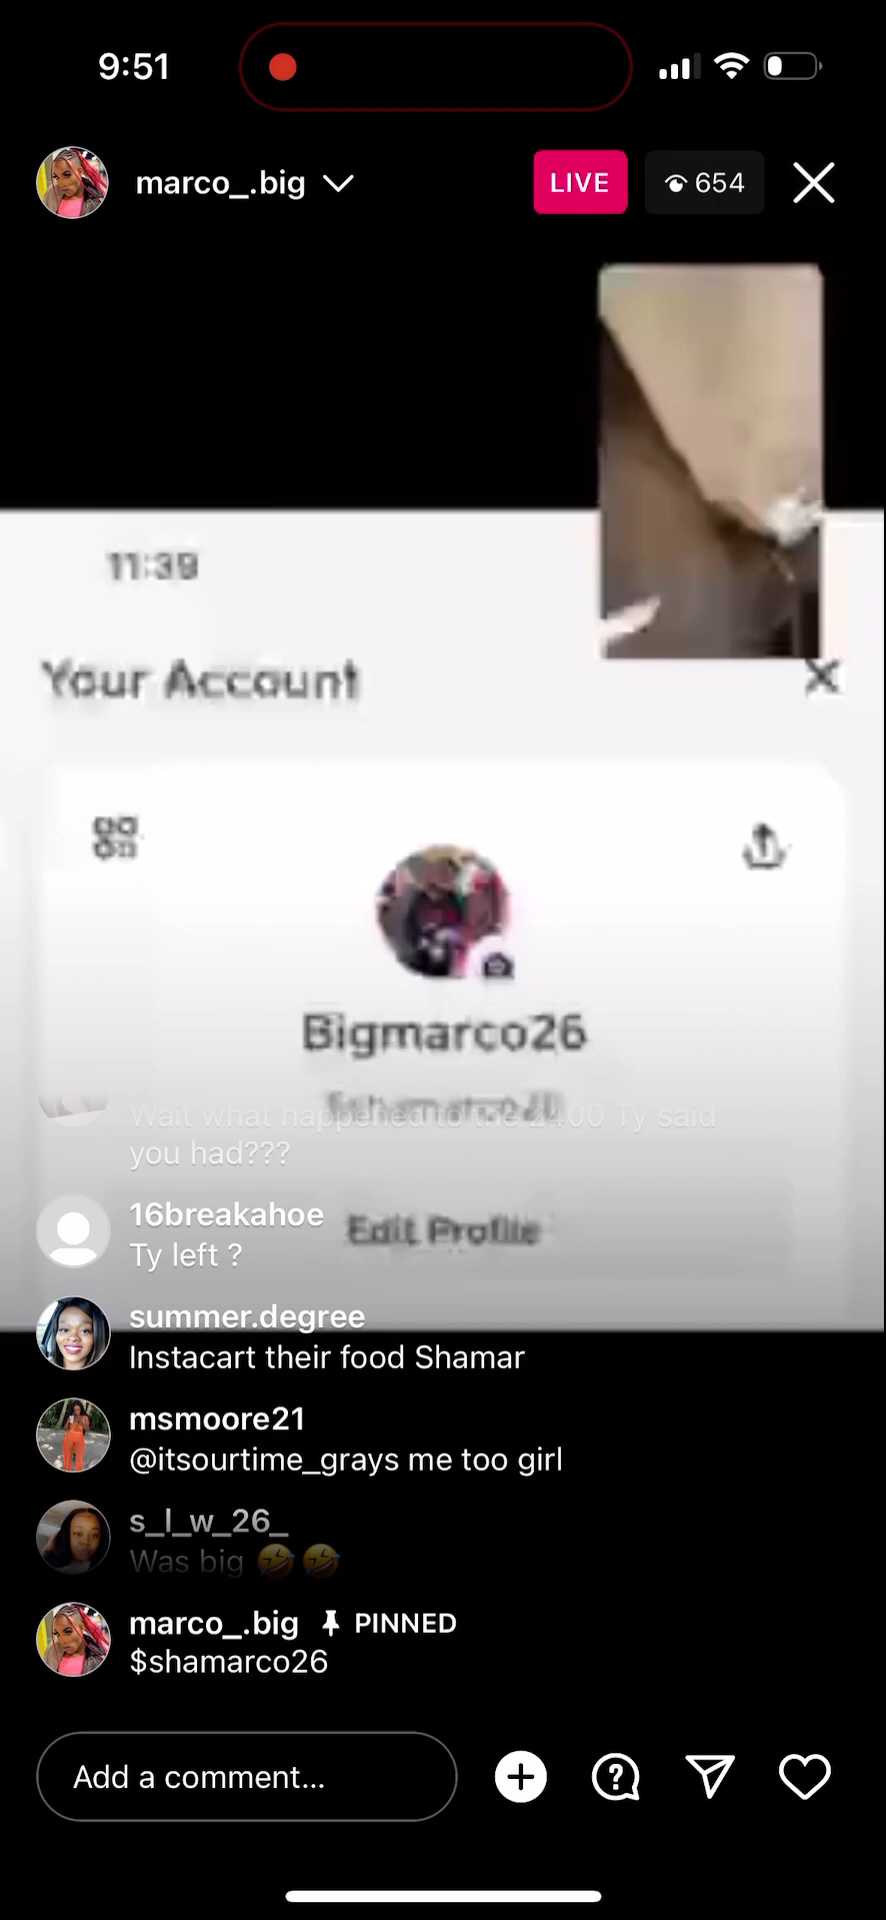 9:51
marco_.big
LIVE
654
11:39
Your Account
Bigmarco26
Wait what happened to the 2400 Ty said
you had???
16breakahoe
Edit Profile
Ty left ?
summer.degree
Instacart their food Shamar
msmoore21
@itsourtime_grays me too girl
s_l_w_26_
Was big 🤣🤣
marco_.big PINNED
$shamarco26
Add a comment...